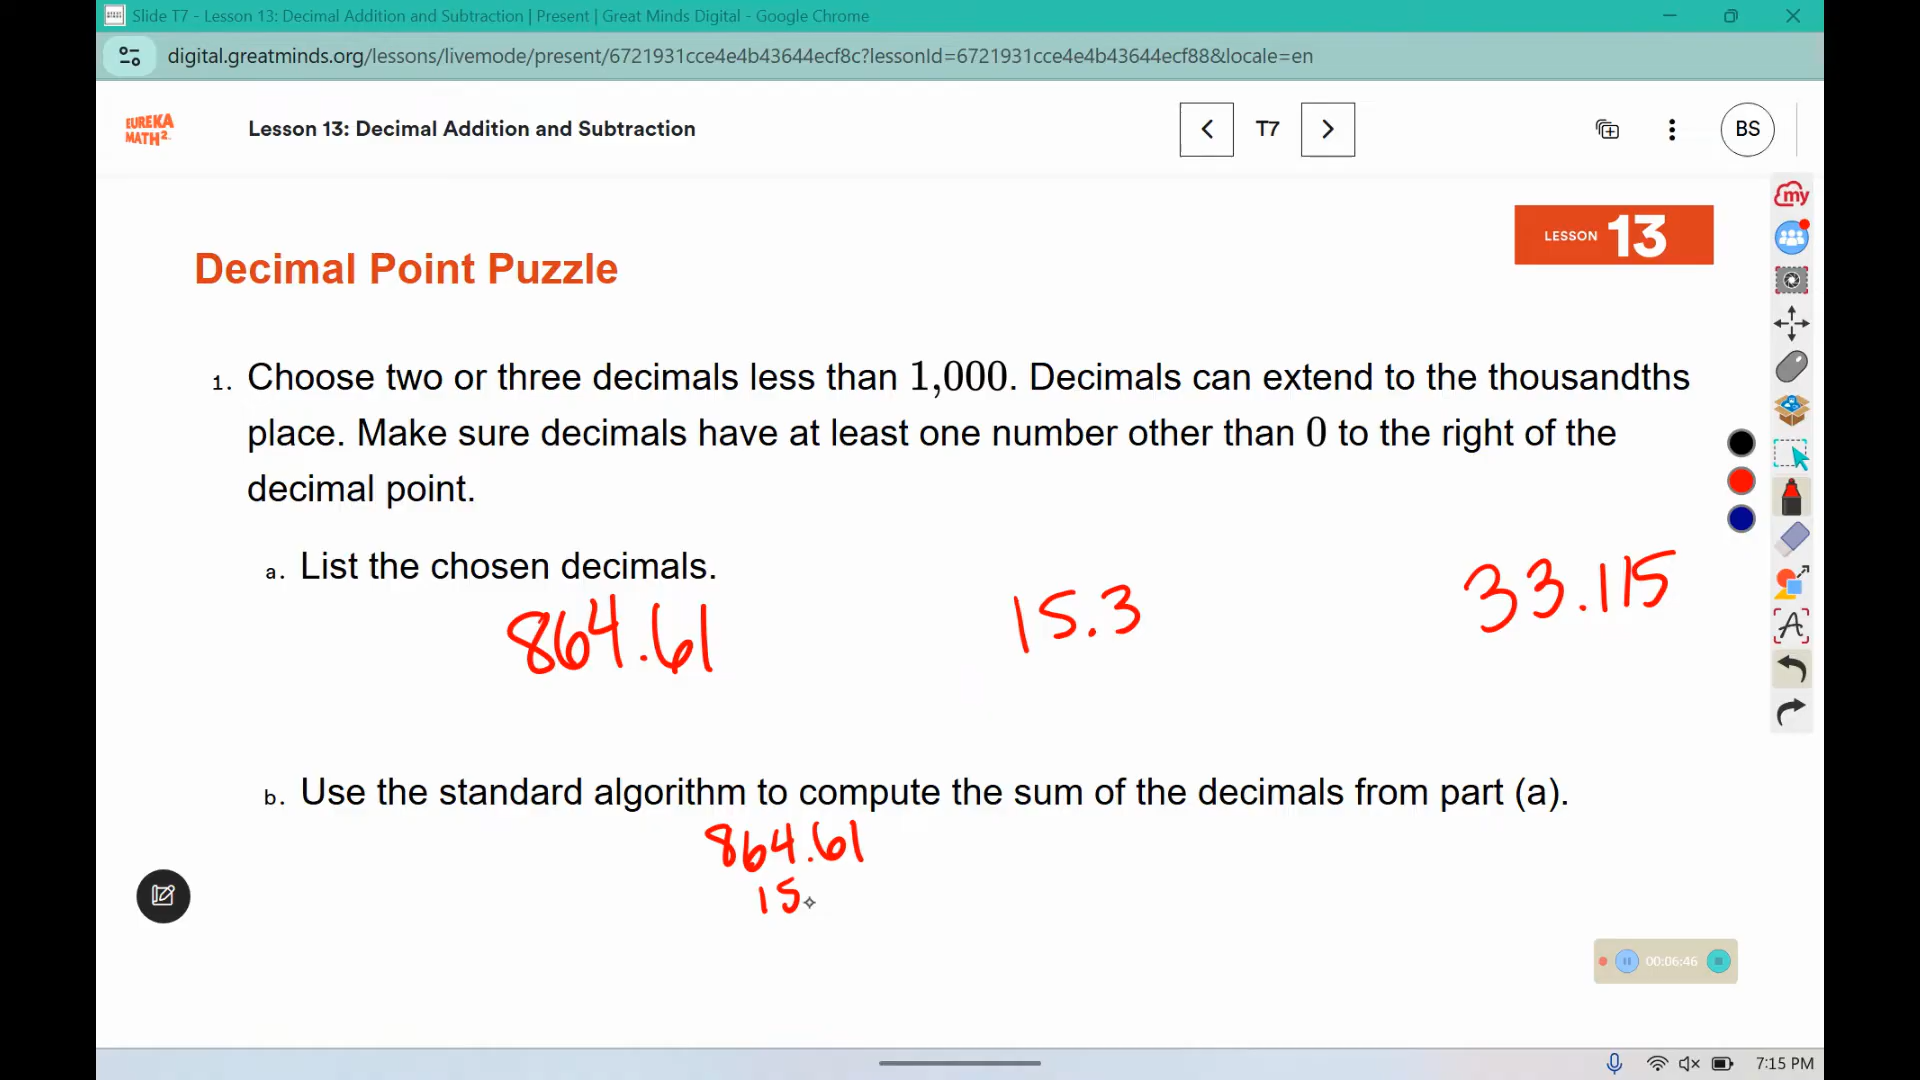 Slide T7 - Lesson 13: Decimal Addition and Subtraction | Present | Great Minds Digital - Google Chrome
digital.greatminds.org/lessons/livemode/present/6721931cce4e4b43644ecf8c?lessonId=6721931cce4e4b43644ecf88&locale=en
EUREKA
MATH²
Lesson 13: Decimal Addition and Subtraction
T7
BS
my
LESSON 13
Decimal Point Puzzle
1. Choose two or three decimals less than 1,000. Decimals can extend to the thousandths
place. Make sure decimals have at least one number other than 0 to the right of the
decimal point.
a. List the chosen decimals.
864.61 15.3 33.115
b. Use the standard algorithm to compute the sum of the decimals from part (a).
864.61
15
00:06:46
7:15 PM